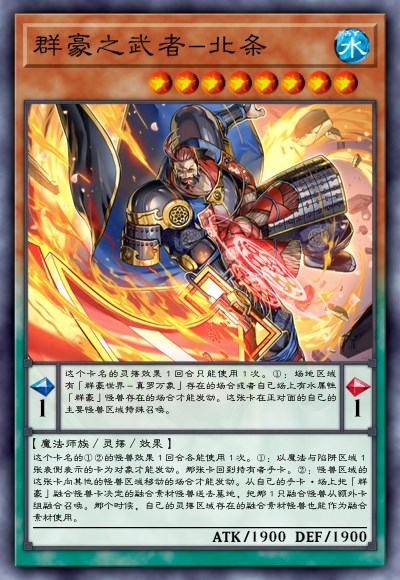 群豪之武者-北条
水
这个卡名的灵摆效果1回合只能使用1次。①：场地区域
有「群豪世界-真罗万象」存在的场合或者自己场上有水属性
「群豪」怪兽存在的场合才能发动。这张卡在正对面的自己的
主要怪兽区域特殊召唤。
1
1
【魔法师族／灵摆／效果】
这个卡名的①②的怪兽效果1回合各能使用1次。①：以魔法与陷阱区域1
张表侧表示的卡为对象才能发动。那张卡回到持有者手卡。②：怪兽区域的
这张卡向其他的怪兽区域移动的场合才能发动。从自己的手卡·场上把「群
豪」融合怪兽卡决定的融合素材怪兽送去墓地，把那1只融合怪兽从额外卡
组融合召唤。那个时候，自己的灵摆区域存在的融合素材怪兽也能作为融合
素材使用。
ATK/1900 DEF/1900